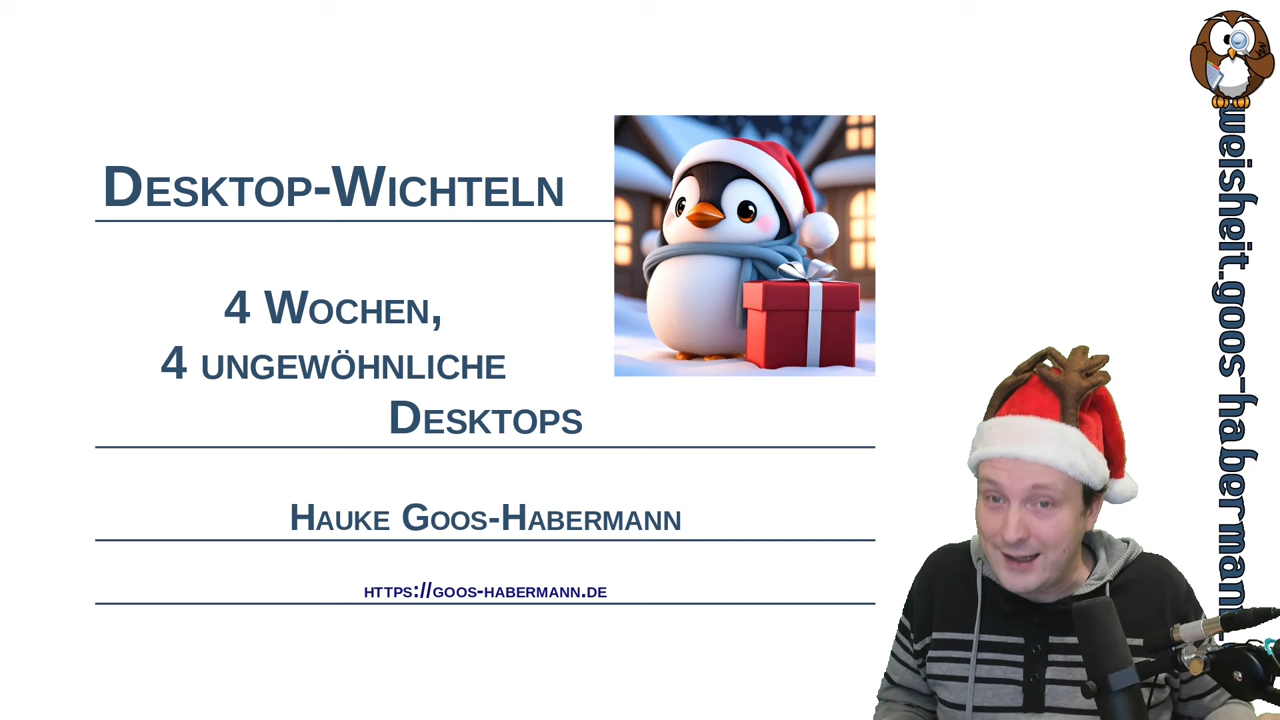 Desktop-Wichteln
4 Wochen,
4 ungewöhnliche
Desktops
Hauke Goos-Habermann
https://goos-habermann.de
weisheit.goos-habermann.